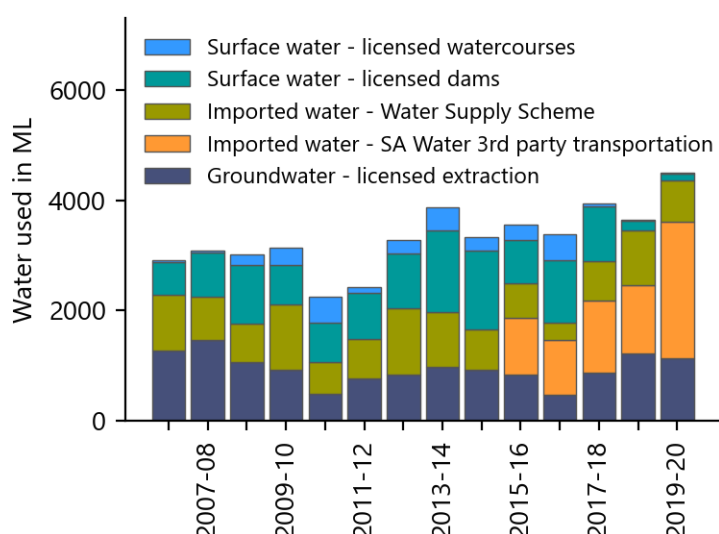 Surface water - licensed watercourses
Surface water - licensed dams
Imported water - Water Supply Scheme
Imported water - SA Water 3rd party transportation
Groundwater - licensed extraction
Water used in ML
6000
4000
2000
0
2007-08
2009-10
2011-12
2013-14
2015-16
2017-18
2019-20